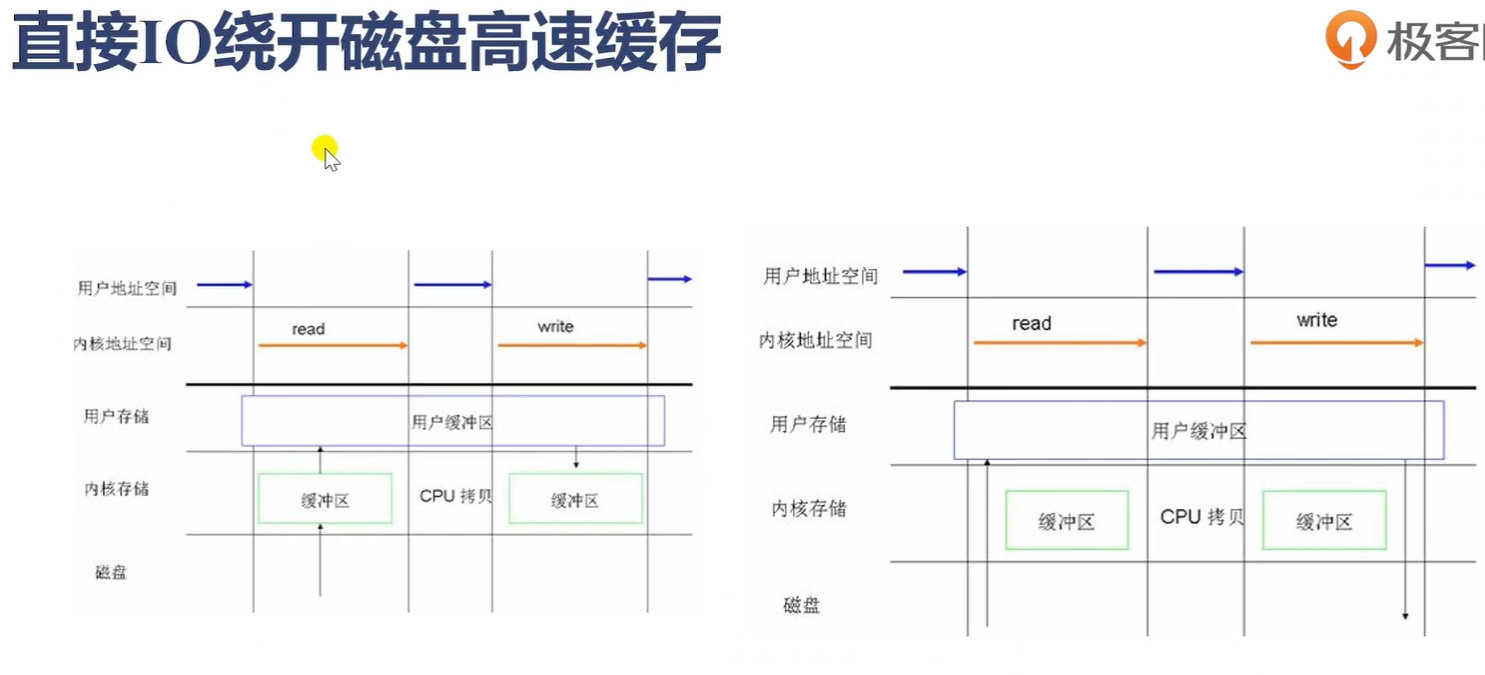 直接IO绕开磁盘高速缓存
极客
用户地址空间
内核地址空间
read
write
用户存储
用户缓冲区
内核存储
缓冲区
CPU 拷贝
缓冲区
磁盘
用户地址空间
内核地址空间
read
write
用户存储
用户缓冲区
内核存储
缓冲区
CPU 拷贝
缓冲区
磁盘